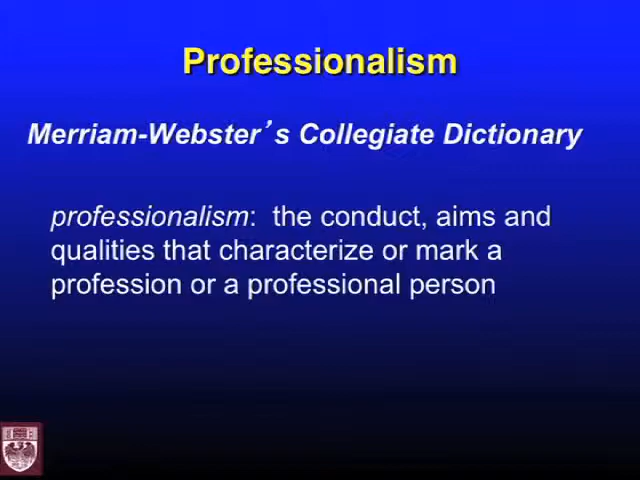 Professionalism
Merriam-Webster’s Collegiate Dictionary
professionalism:  the conduct, aims and
qualities that characterize or mark a
profession or a professional person